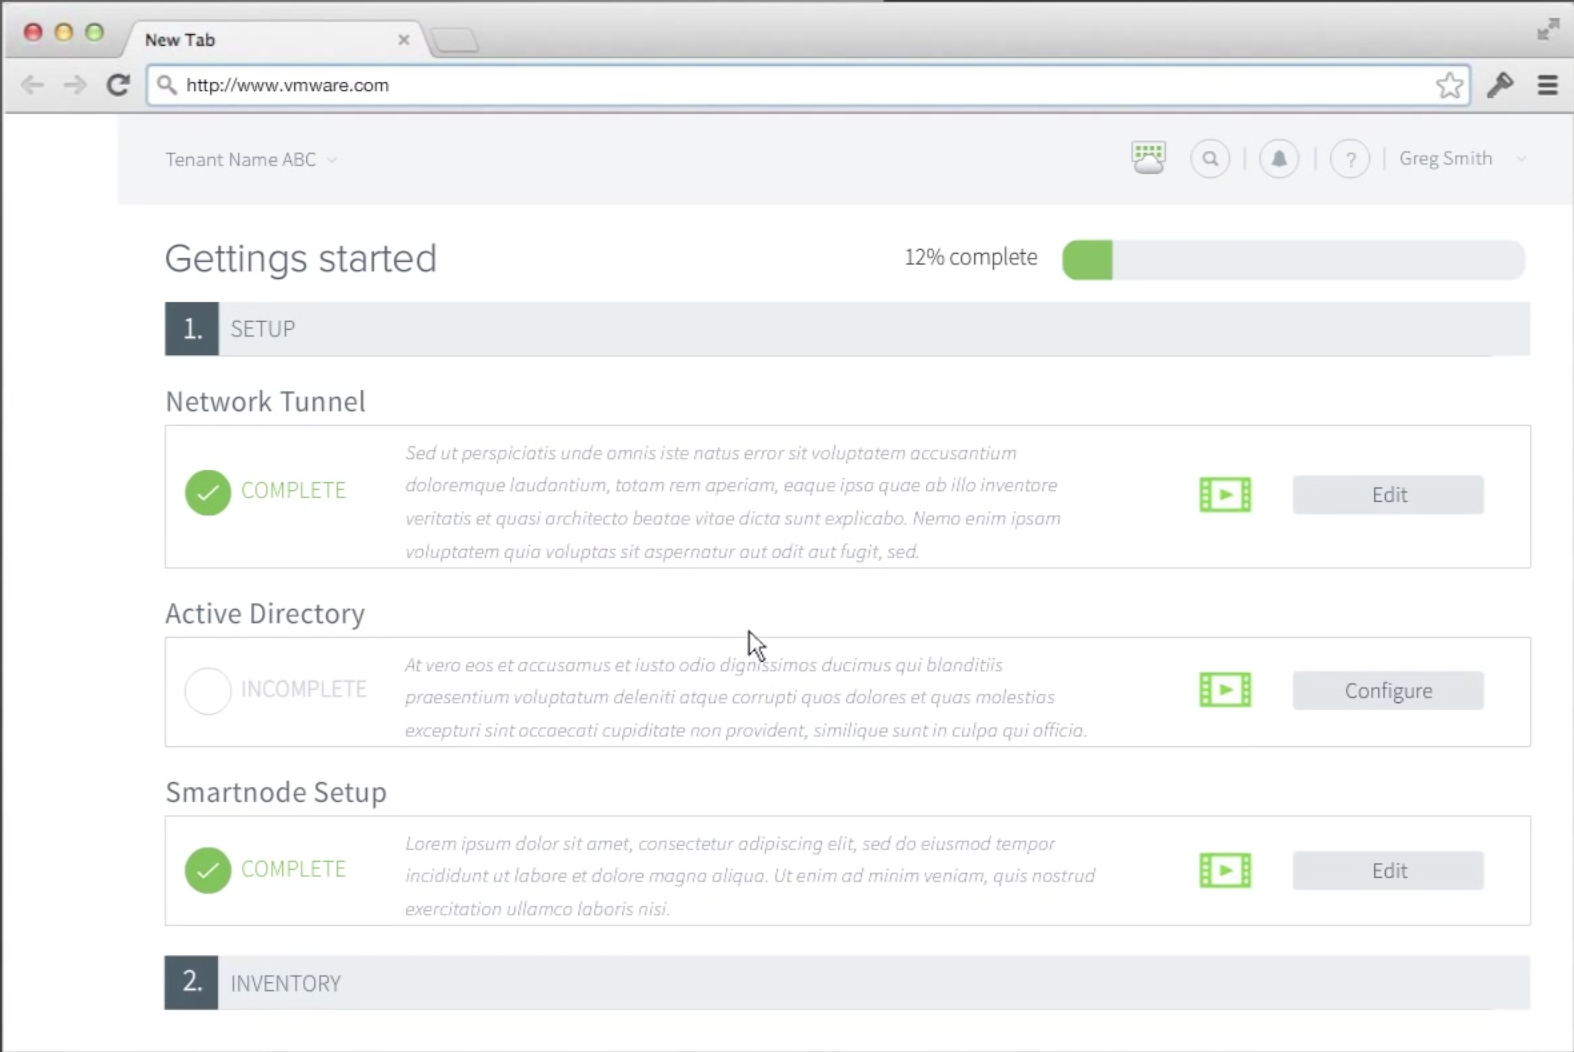 New Tab
http://www.vmware.com
Tenant Name ABC
?
Greg Smith
Gettings started
12% complete
1. SETUP
Network Tunnel
COMPLETE
Sed ut perspiciatis unde omnis iste natus error sit voluptatem accusantium
doloremque laudantium, totam rem aperiam, eaque ipsa quae ab illo inventore
veritatis et quasi architecto beatae vitae dicta sunt explicabo. Nemo enim ipsam
voluptatem quia voluptas sit aspernatur aut odit aut fugit, sed.
Edit
Active Directory
INCOMPLETE
At vero eos et accusamus et iusto odio dignissimos ducimus qui blanditiis
praesentium voluptatum deleniti atque corrupti quos dolores et quas molestias
excepturi sint occaecati cupiditate non provident, similique sunt in culpa qui officia.
Configure
Smartnode Setup
COMPLETE
Lorem ipsum dolor sit amet, consectetur adipiscing elit, sed do eiusmod tempor
incididunt ut labore et dolore magna aliqua. Ut enim ad minim veniam, quis nostrud
exercitation ullamco laboris nisi.
Edit
2. INVENTORY